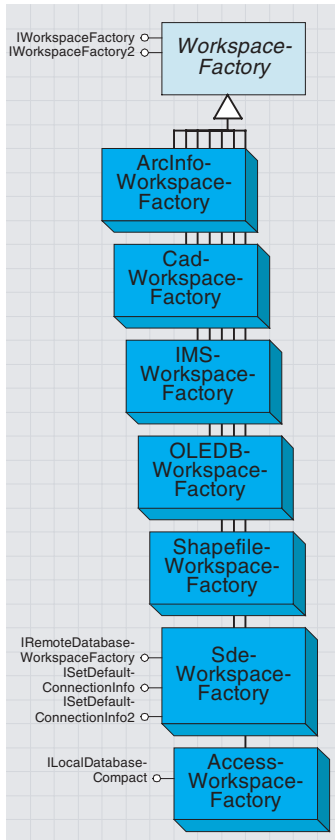 IWorkspaceFactory
IWorkspaceFactory2
Workspace-
Factory
ArcInfo-
Workspace-
Factory
Cad-
Workspace-
Factory
IMS-
Workspace-
Factory
OLEDB-
Workspace-
Factory
Shapefile-
Workspace-
Factory
IRemoteDatabase-
WorkspaceFactory
ISetDefault-
ConnectionInfo
ISetDefault-
ConnectionInfo2
Sde-
Workspace-
Factory
ILocalDatabase-
Compact
Access-
Workspace-
Factory